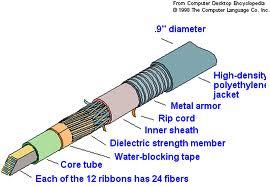 From Computer Desktop Encyclopedia
© 1998 The Computer Language Co. Inc.
.9" diameter
High-density
polyethylene
jacket
Metal armor
Rip cord
Inner sheath
Dielectric strength member
Water-blocking tape
Core tube
Each of the 12 ribbons has 24 fibers